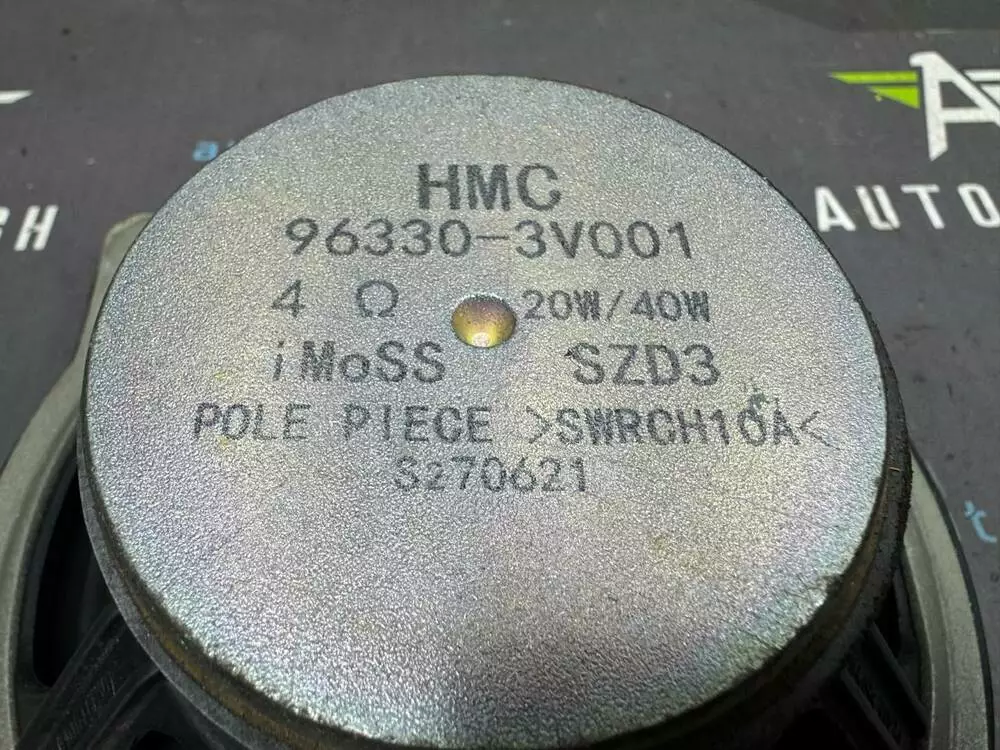 HMC
96330-3V001
4 Ω 20W/40W
iMoSS SZD3
POLE PIECE >SWRCH10A<
S270621
AUTO